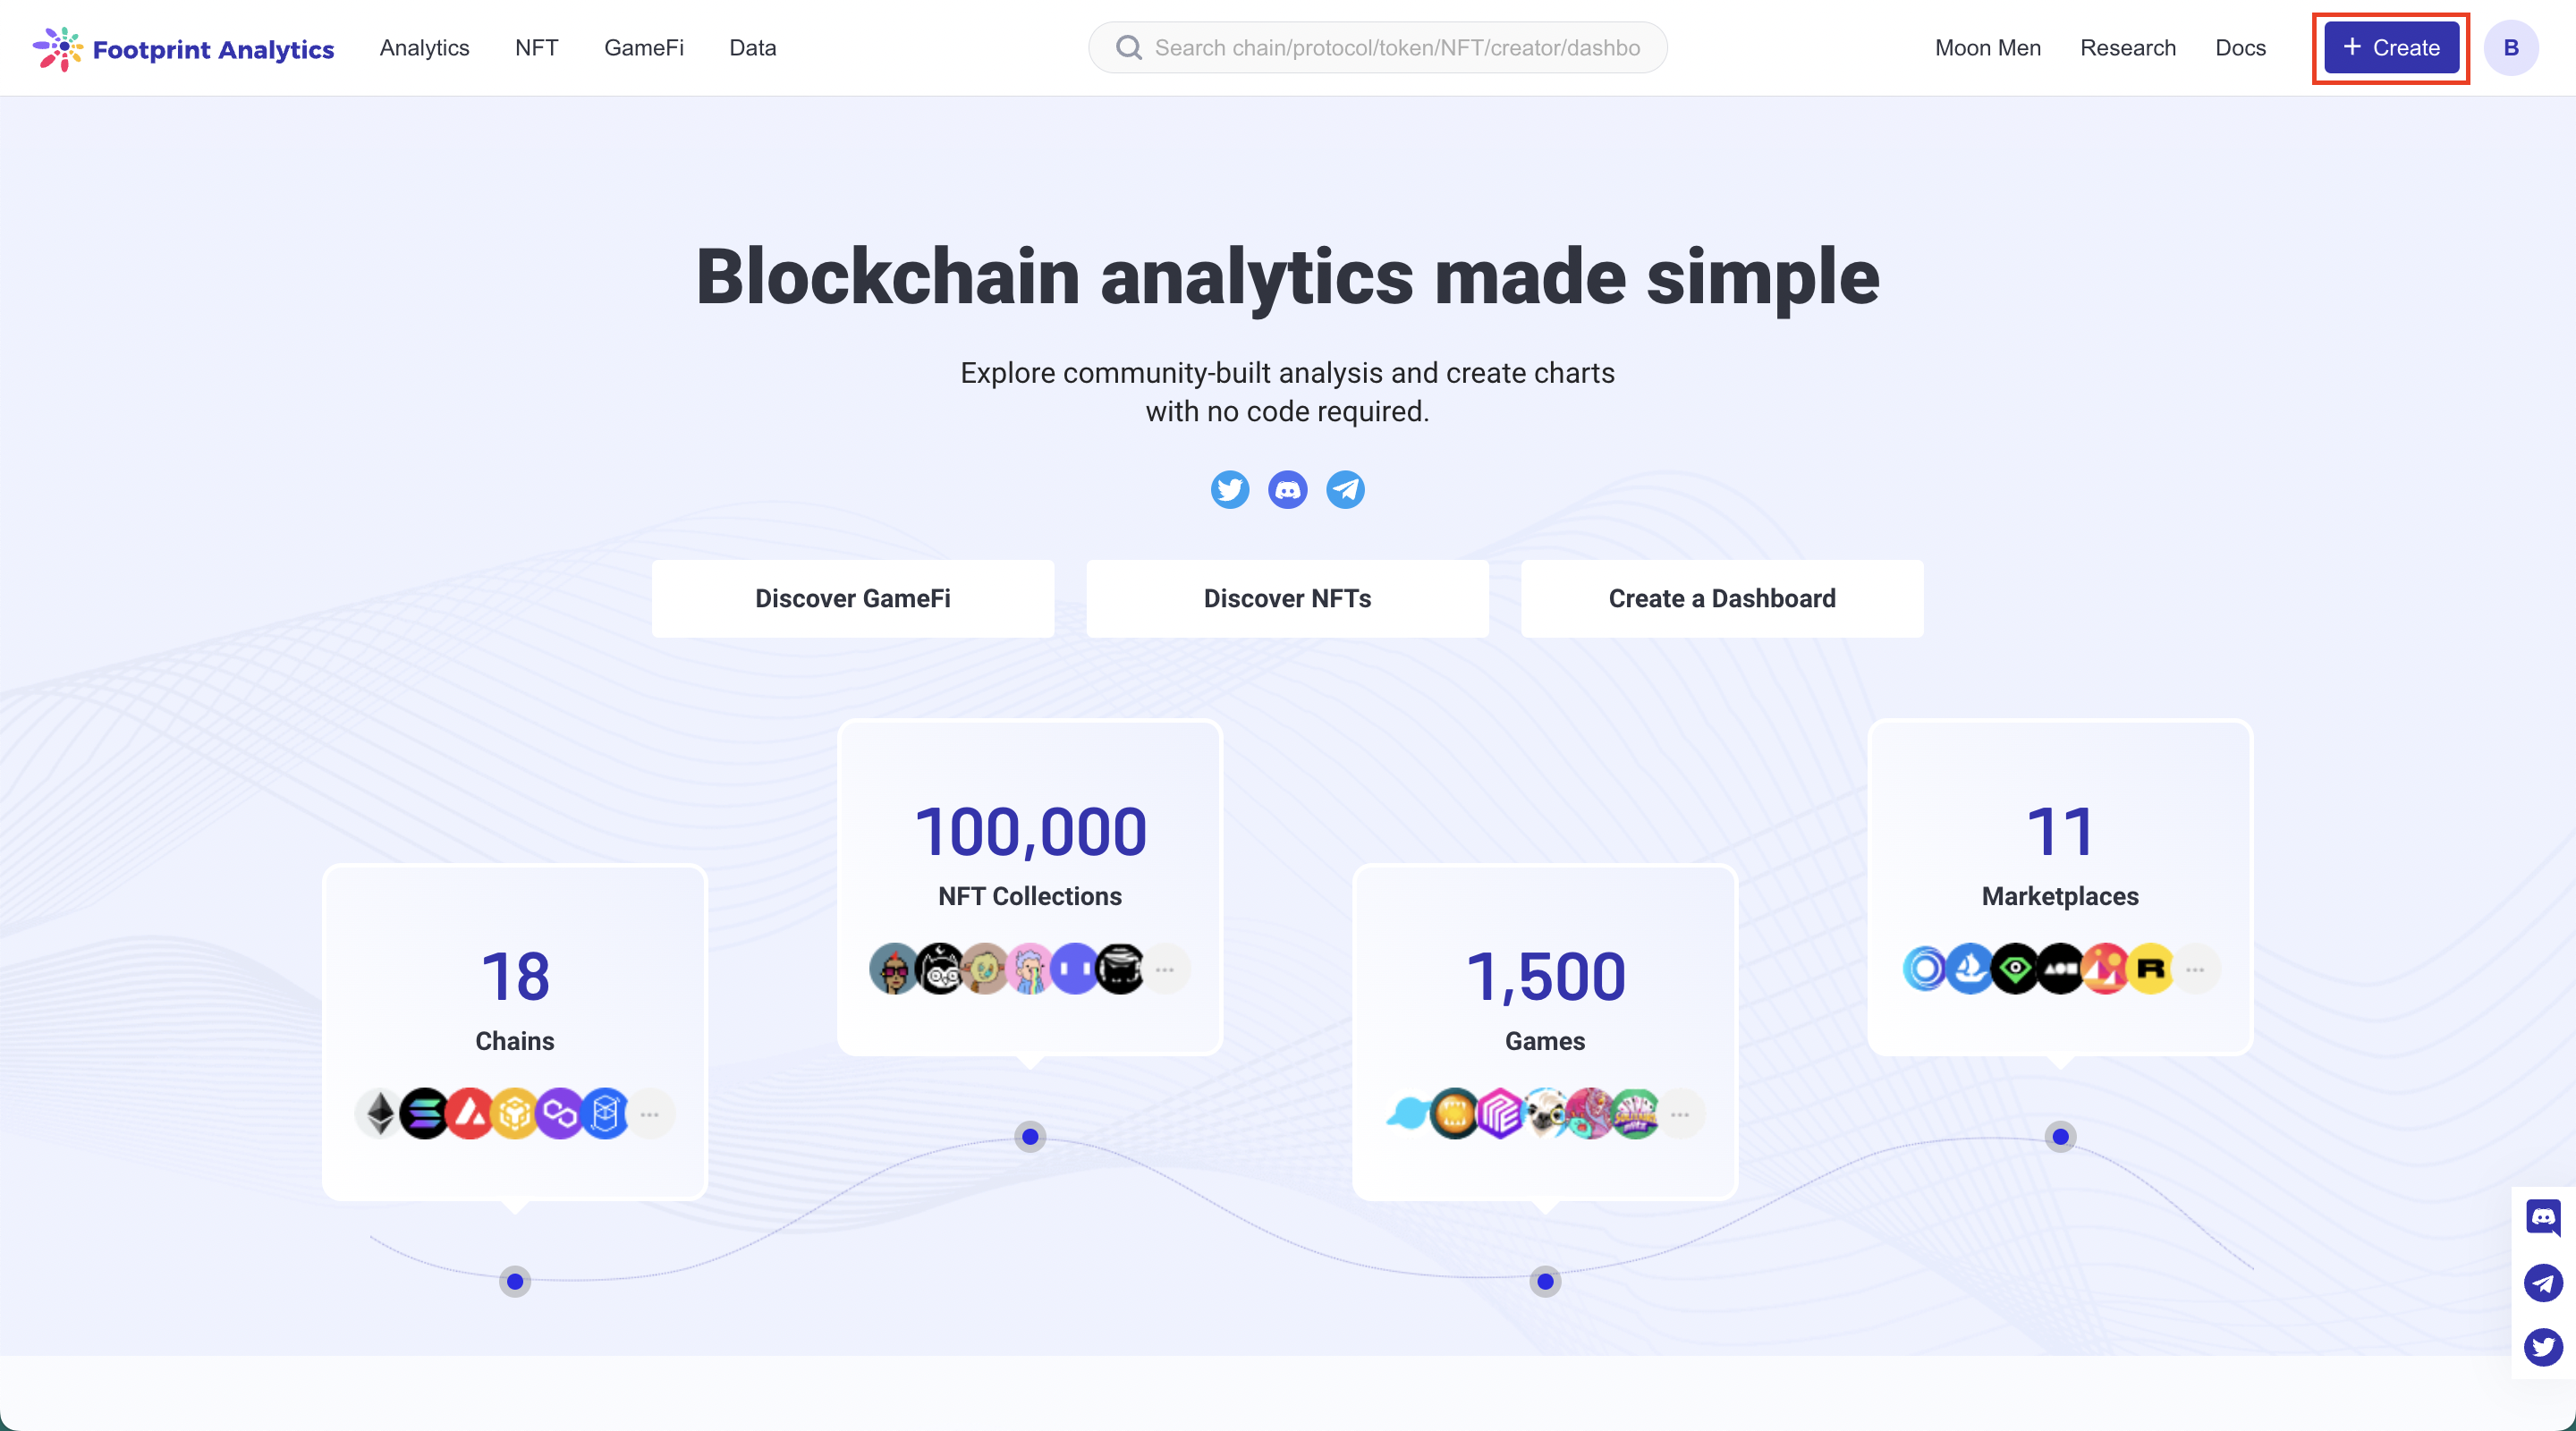 Footprint Analytics
Analytics
NFT
GameFi
Data
Search chain/protocol/token/NFT/creator/dashbo
Moon Men
Research
Docs
+ Create
B
Blockchain analytics made simple
Explore community-built analysis and create charts
with no code required.
Discover GameFi
Discover NFTs
Create a Dashboard
18
Chains
100,000
NFT Collections
1,500
Games
11
Marketplaces